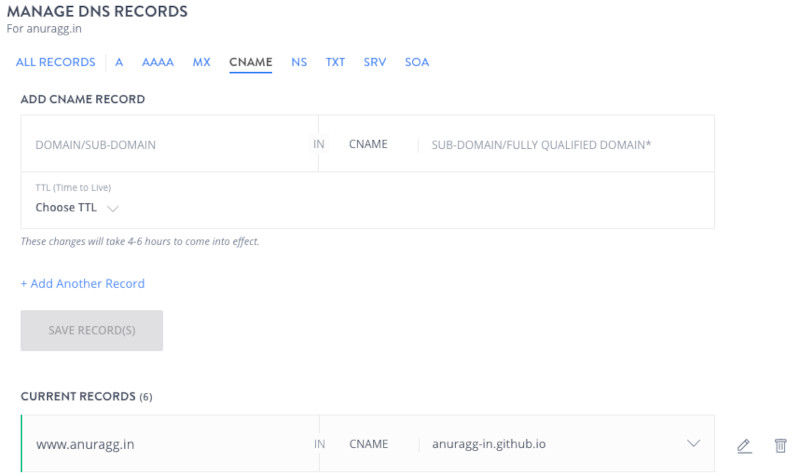 MANAGE DNS RECORDS
For anuragg.in
ALL RECORDS A AAAA MX CNAME NS TXT SRV SOA
ADD CNAME RECORD
DOMAIN/SUB-DOMAIN IN CNAME SUB-DOMAIN/FULLY QUALIFIED DOMAIN*
TTL (Time to Live)
Choose TTL
These changes will take 4-6 hours to come into effect.
+ Add Another Record
SAVE RECORD(S)
CURRENT RECORDS (6)
www.anuragg.in IN CNAME anuragg-in.github.io